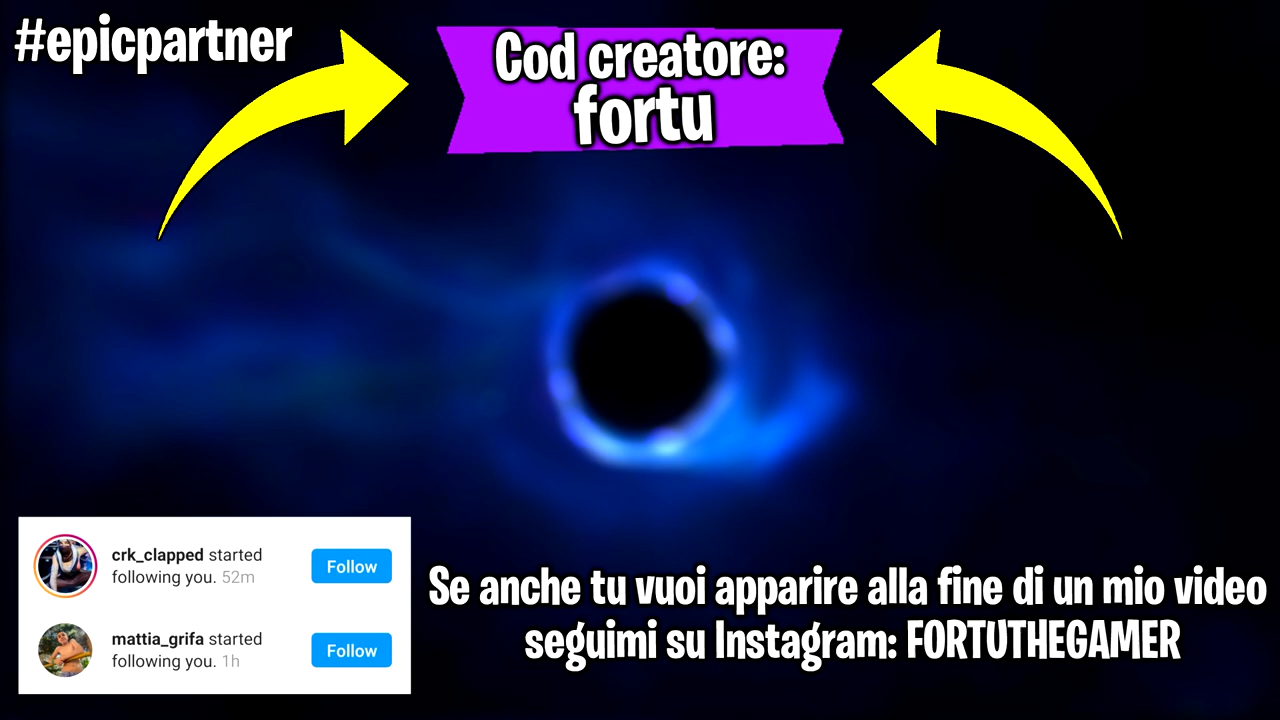 #epicpartner
Cod creatore:
fortu
crk_clapped started
following you. 52m
Follow
mattia_grifa started
following you. 1h
Follow
Se anche tu vuoi apparire alla fine di un mio video
seguimi su Instagram: FORTUTHEGAMER